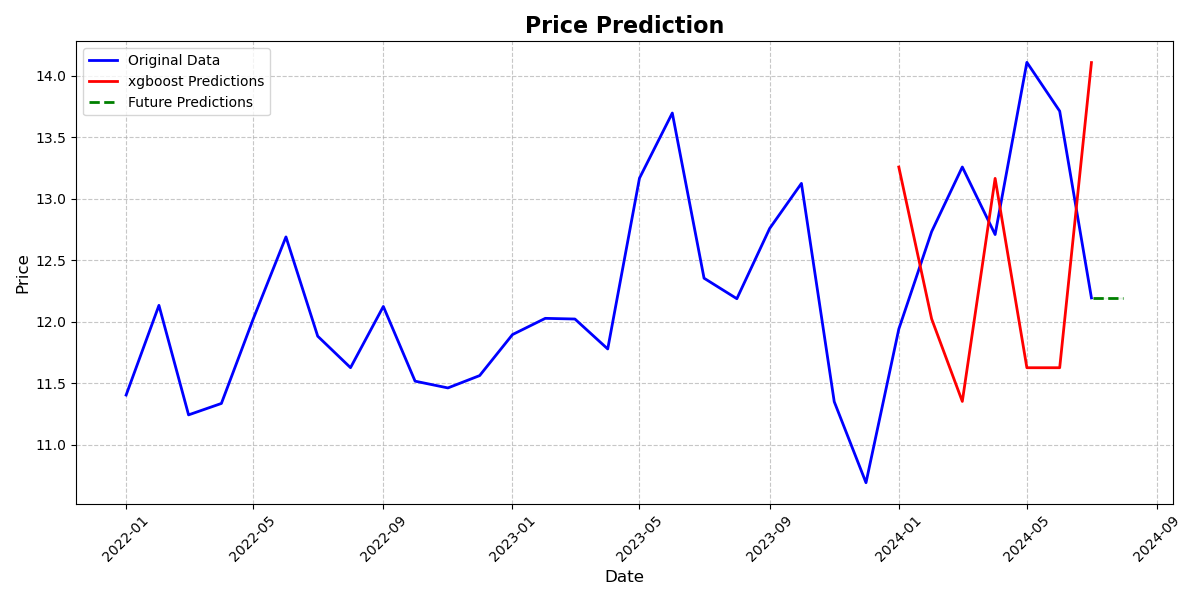 Price Prediction
Original Data
xgboost Predictions
Future Predictions
14.0
13.5
13.0
12.5
12.0
11.5
11.0
Price
2022-01
2022-05
2022-09
2023-01
2023-05
2023-09
2024-01
2024-05
2024-09
Date